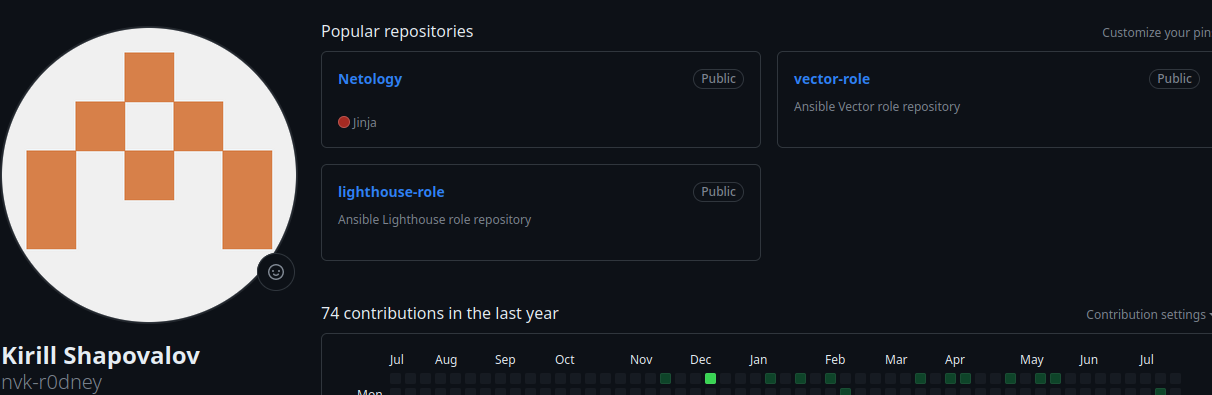 Popular repositories
Customize your pin
Netology
Public
Jinja
vector-role
Public
Ansible Vector role repository
lighthouse-role
Public
Ansible Lighthouse role repository
74 contributions in the last year
Contribution settings
Jul Aug Sep Oct Nov Dec Jan Feb Mar Apr May Jun Jul
Mon
Kirill Shapovalov
nvk-r0dney